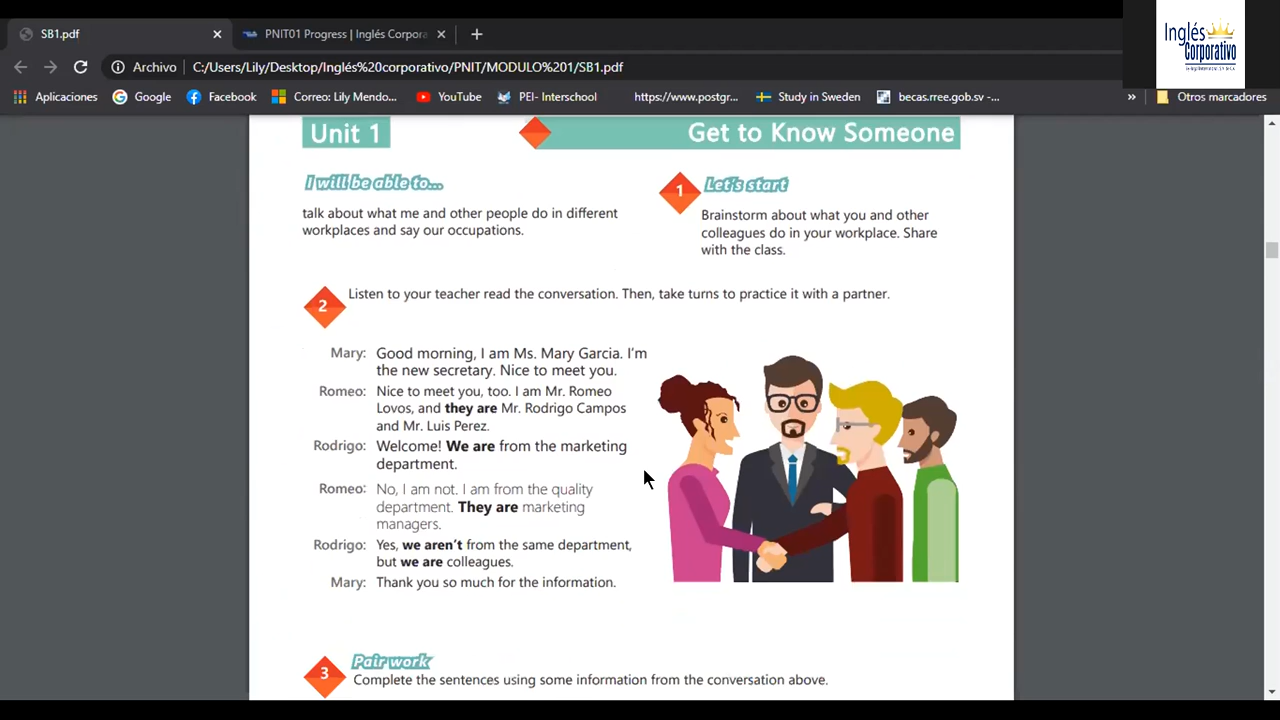 SB1.pdf
PNIT01 Progress | Inglés Corpora
Inglés
Corporativo
Archivo
C:/Users/Lily/Desktop/Inglés%20corporativo/PNIT/MODULO%201/SB1.pdf
Aplicaciones
Google
Facebook
Correo: Lily Mendo...
YouTube
PEI- Interschool
https://www.postgr...
Study in Sweden
becas.rree.gob.sv -...
»
Otros marcadores
Unit 1
Get to Know Someone
I will be able to...
talk about what me and other people do in different
workplaces and say our occupations.
1
Let's start
Brainstorm about what you and other
colleagues do in your workplace. Share
with the class.
2
Listen to your teacher read the conversation. Then, take turns to practice it with a partner.
Mary: Good morning, I am Ms. Mary Garcia. I'm
the new secretary. Nice to meet you.
Romeo: Nice to meet you, too. I am Mr. Romeo
Lovos, and they are Mr. Rodrigo Campos
and Mr. Luis Perez.
Rodrigo: Welcome! We are from the marketing
department.
Romeo: No, I am not. I am from the quality
department. They are marketing
managers.
Rodrigo: Yes, we aren't from the same department,
but we are colleagues.
Mary: Thank you so much for the information.
3
Pair work
Complete the sentences using some information from the conversation above.